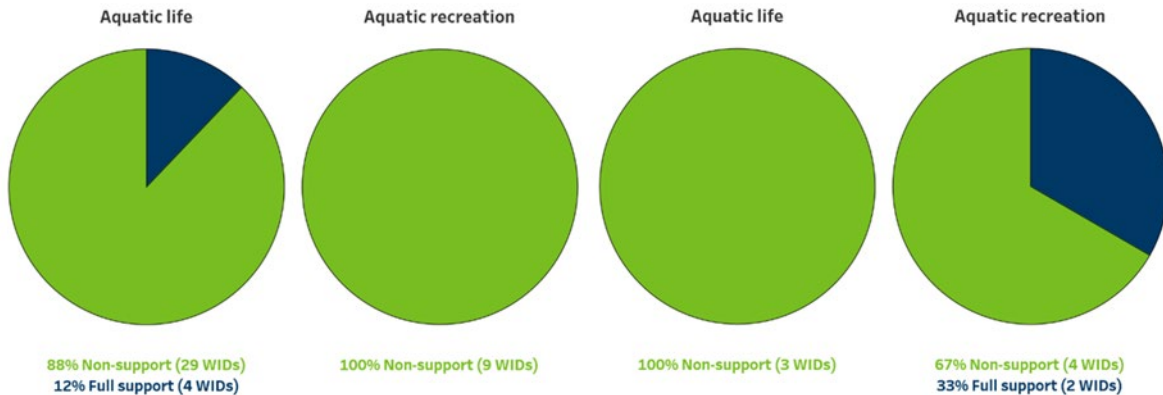 Aquatic life
Aquatic recreation
Aquatic life
Aquatic recreation
88% Non-support (29 WIDs)
12% Full support (4 WIDs)
100% Non-support (9 WIDs)
100% Non-support (3 WIDs)
67% Non-support (4 WIDs)
33% Full support (2 WIDs)